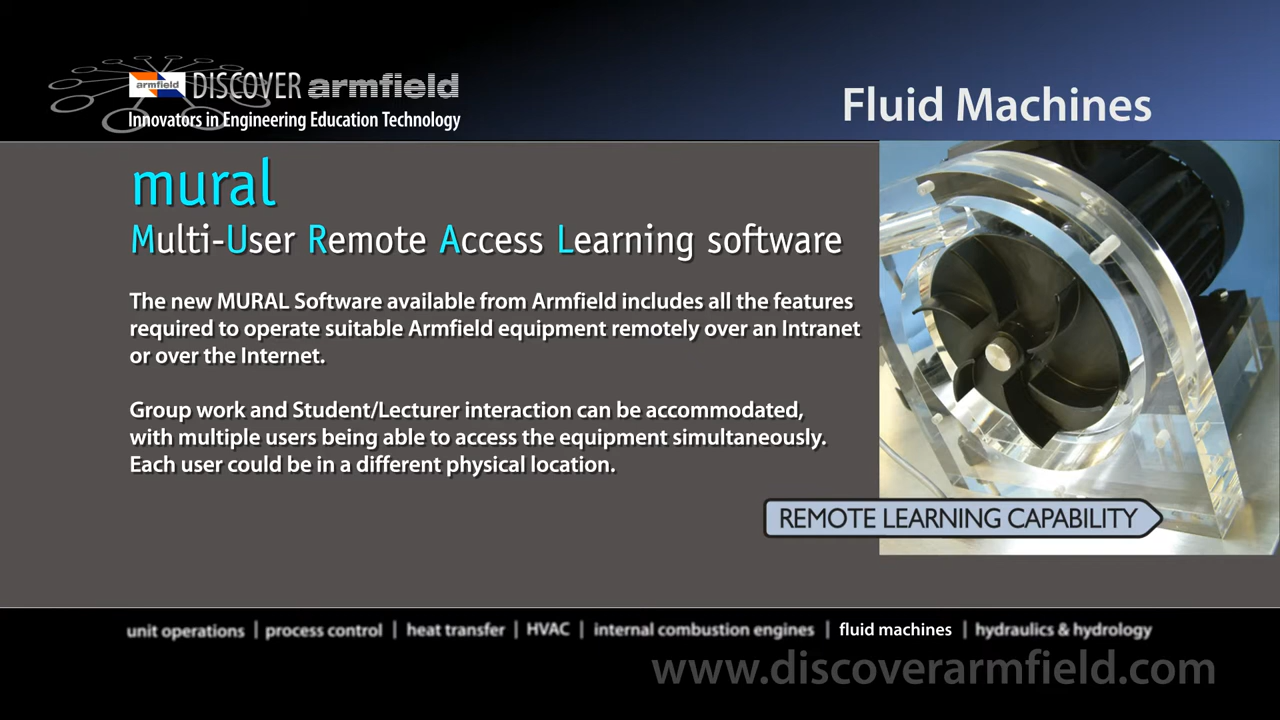 armfield DISCOVER armfield
Innovators in Engineering Education Technology
Fluid Machines
mural
Multi-User Remote Access Learning software
The new MURAL Software available from Armfield includes all the features
required to operate suitable Armfield equipment remotely over an Intranet
or over the Internet.
Group work and Student/Lecturer interaction can be accommodated,
with multiple users being able to access the equipment simultaneously.
Each user could be in a different physical location.
REMOTE LEARNING CAPABILITY
unit operations | process control | heat transfer | HVAC | internal combustion engines | fluid machines | hydraulics & hydrology
www.discoverarmfield.com